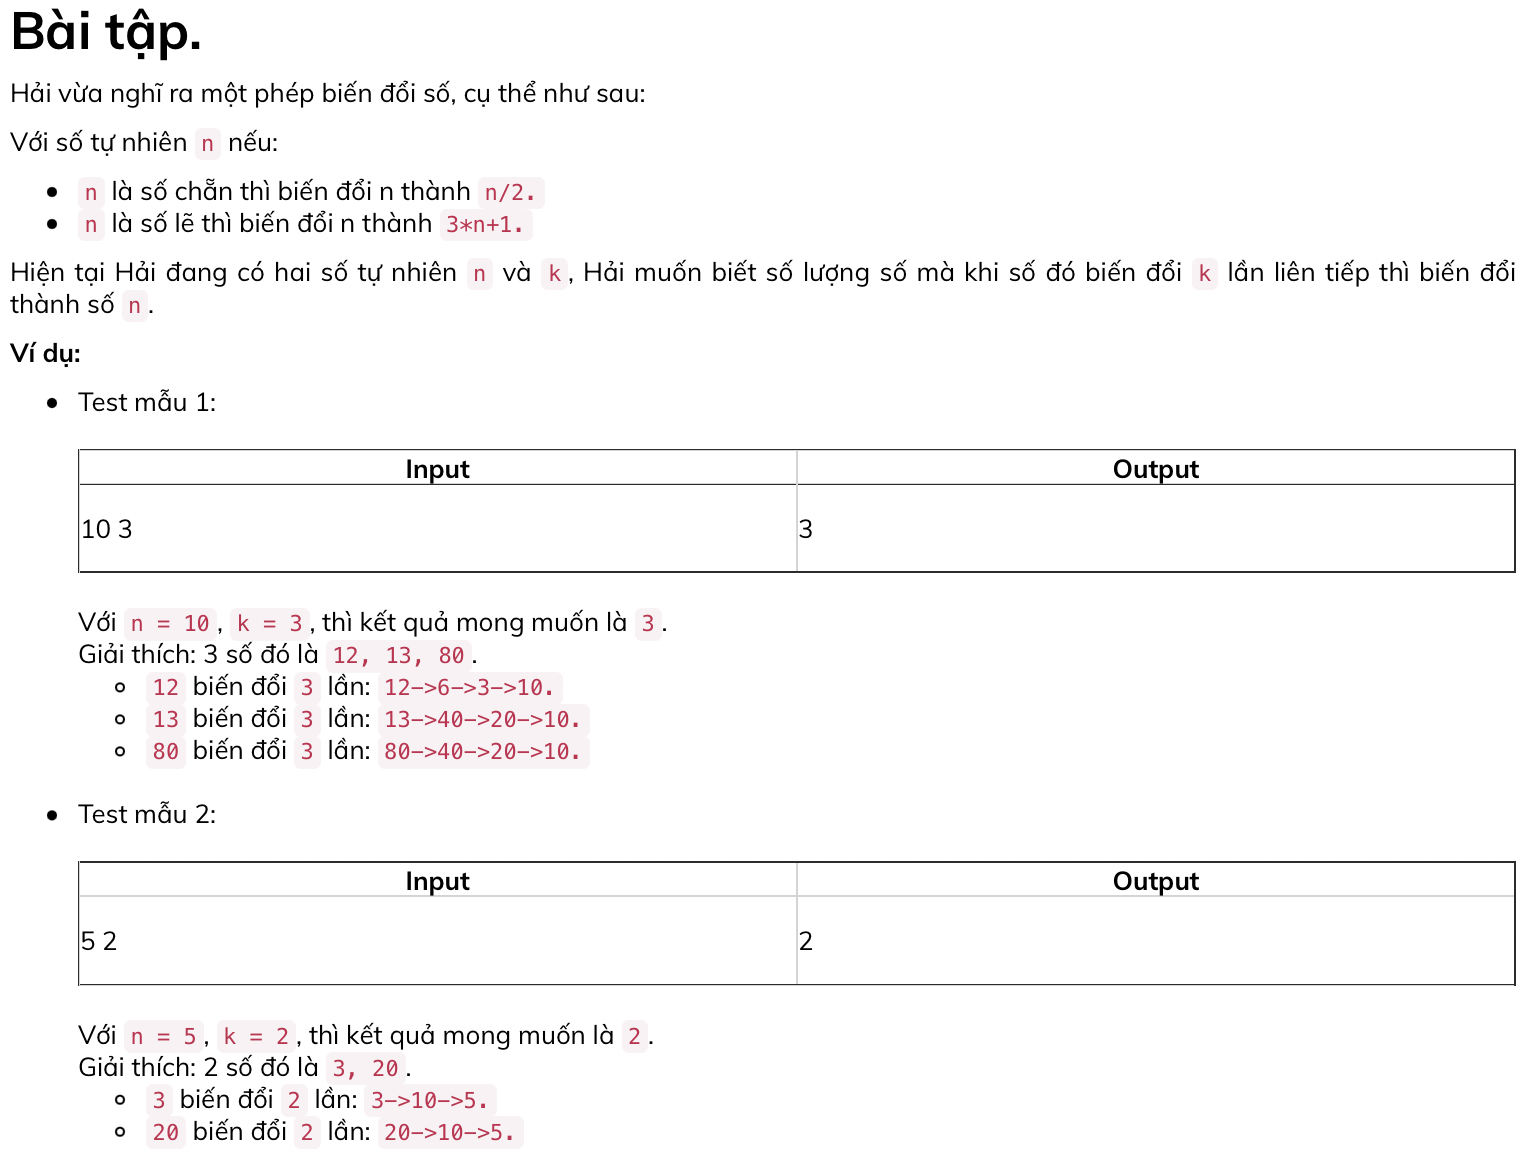 Bài tập.
Hải vừa nghĩ ra một phép biến đổi số, cụ thể như sau:
Với số tự nhiên n nếu:
n là số chẵn thì biến đổi n thành n/2.
n là số lẽ thì biến đổi n thành 3*n+1.
Hiện tại Hải đang có hai số tự nhiên n và k, Hải muốn biết số lượng số mà khi số đó biến đổi k lần liên tiếp thì biến đổi
thành số n.
Ví dụ:
Test mẫu 1:
Input Output
10 3 3
Với n = 10, k = 3, thì kết quả mong muốn là 3.
Giải thích: 3 số đó là 12, 13, 80.
12 biến đổi 3 lần: 12->6->3->10.
13 biến đổi 3 lần: 13->40->20->10.
80 biến đổi 3 lần: 80->40->20->10.
Test mẫu 2:
Input Output
5 2 2
Với n = 5, k = 2, thì kết quả mong muốn là 2.
Giải thích: 2 số đó là 3, 20.
3 biến đổi 2 lần: 3->10->5.
20 biến đổi 2 lần: 20->10->5.